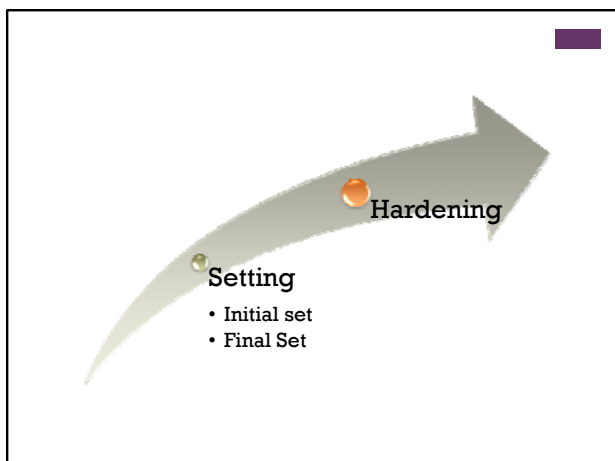 Hardening
Setting
• Initial set
• Final Set